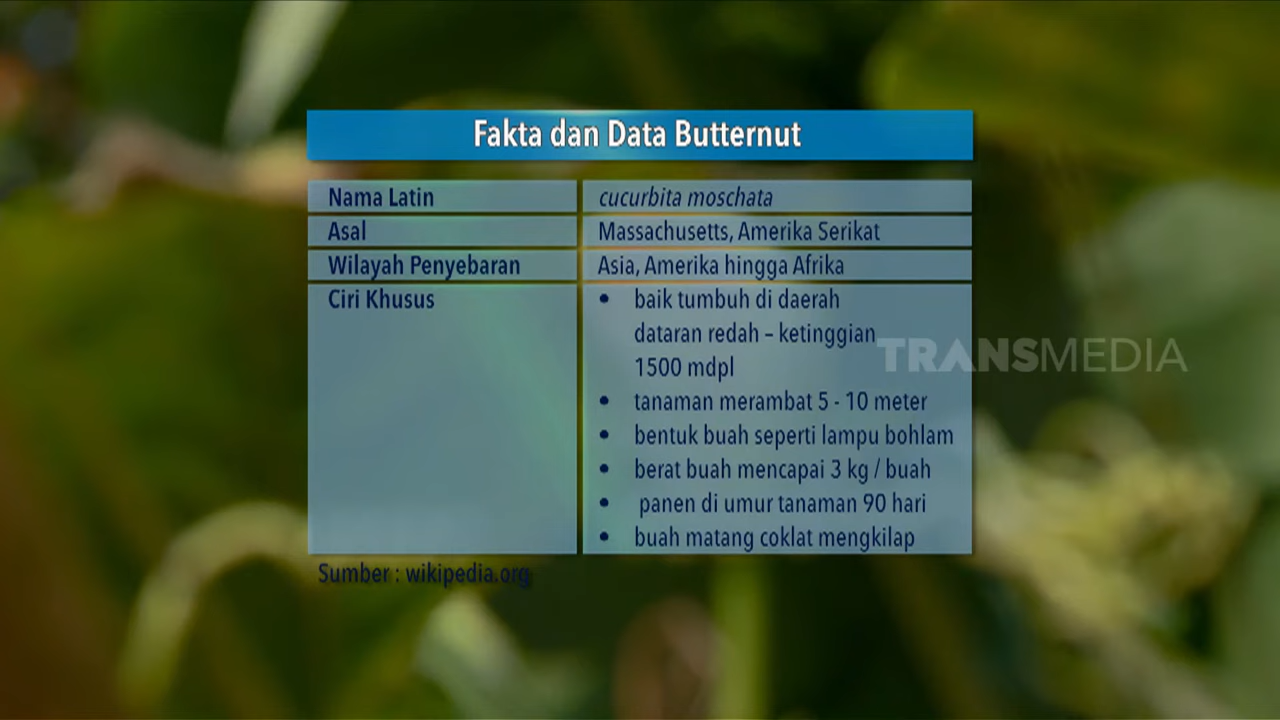 Fakta dan Data Butternut
Nama Latin
cucurbita moschata
Asal
Massachusetts, Amerika Serikat
Wilayah Penyebaran
Asia, Amerika hingga Afrika
Ciri Khusus
• baik tumbuh di daerah
dataran redah – ketinggian
1500 mdpl
• tanaman merambat 5 - 10 meter
• bentuk buah seperti lampu bohlam
• berat buah mencapai 3 kg / buah
• panen di umur tanaman 90 hari
• buah matang coklat mengkilap
Sumber : wikipedia.org
TRANSMEDIA